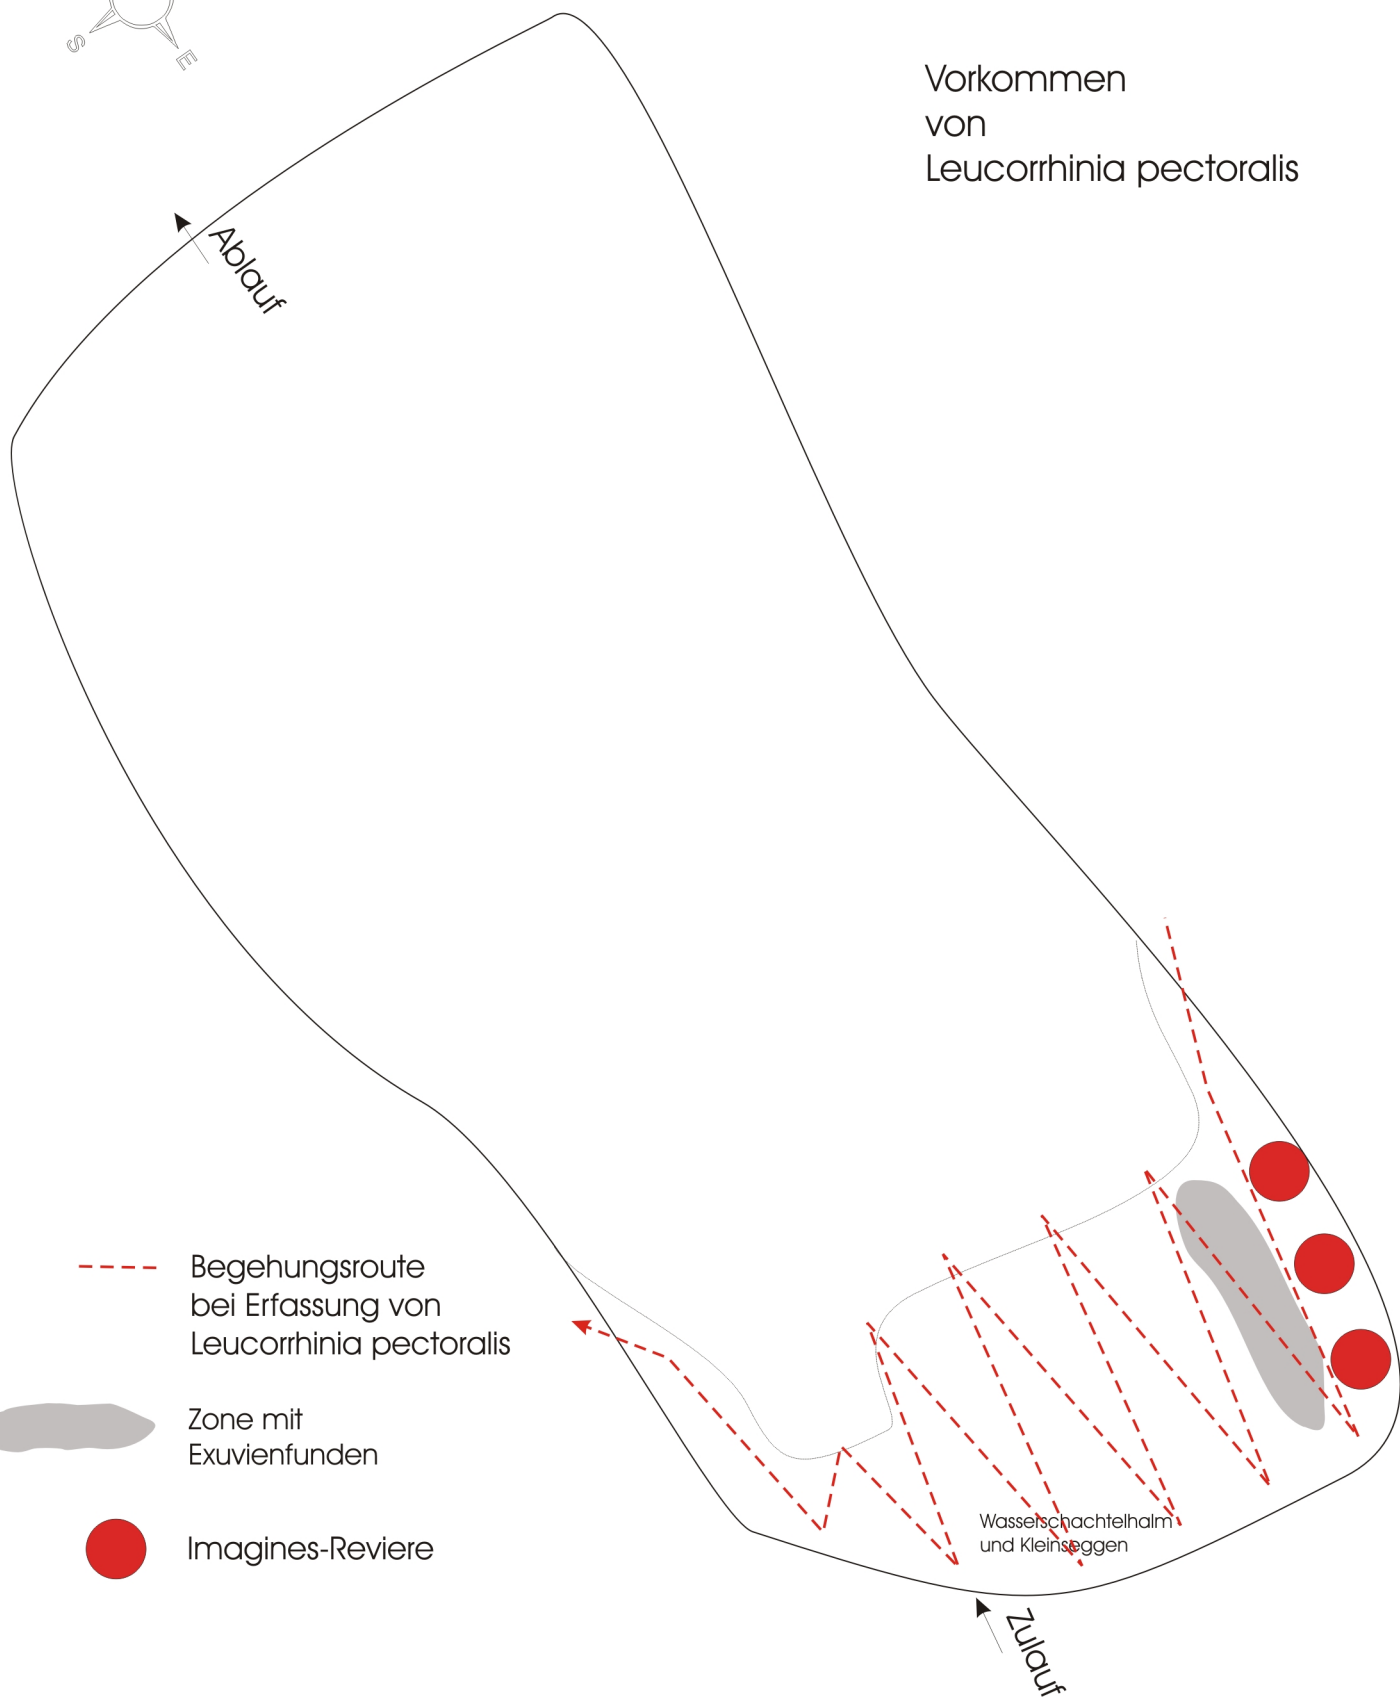 S
E
Vorkommen
von
Leucorrhinia pectoralis
Ablauf
Begehungsroute
bei Erfassung von
Leucorrhinia pectoralis
Zone mit
Exuvienfunden
Imagines-Reviere
Wasserschachtelhalm
und Kleinseggen
Zulauf